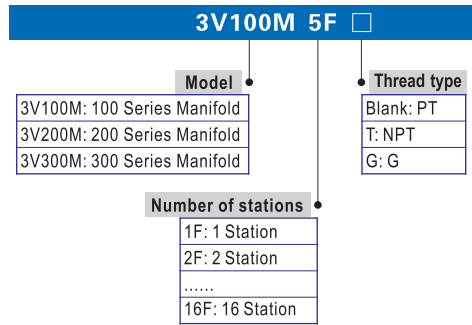 3V100M 5F □
Model
3V100M: 100 Series Manifold
3V200M: 200 Series Manifold
3V300M: 300 Series Manifold
Thread type
Blank: PT
T: NPT
G: G
Number of stations
1F: 1 Station
2F: 2 Station
......
16F: 16 Station